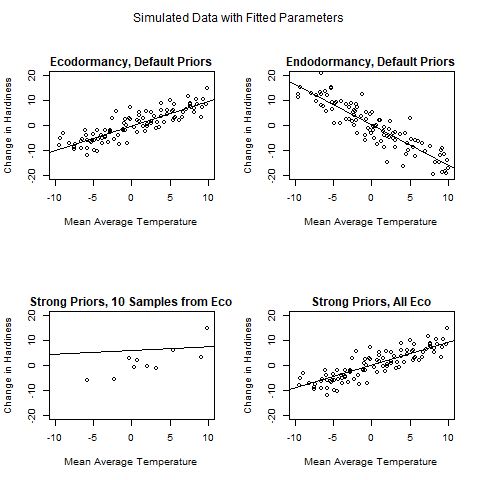 Simulated Data with Fitted Parameters
Ecodormancy, Default Priors
Change in Hardiness
20
10
0
-10
-20
-10 -5 0 5 10
Mean Average Temperature
Endodormancy, Default Priors
Change in Hardiness
20
10
0
-10
-20
-10 -5 0 5 10
Mean Average Temperature
Strong Priors, 10 Samples from Eco
Change in Hardiness
20
10
0
-10
-20
-10 -5 0 5 10
Mean Average Temperature
Strong Priors, All Eco
Change in Hardiness
20
10
0
-10
-20
-10 -5 0 5 10
Mean Average Temperature